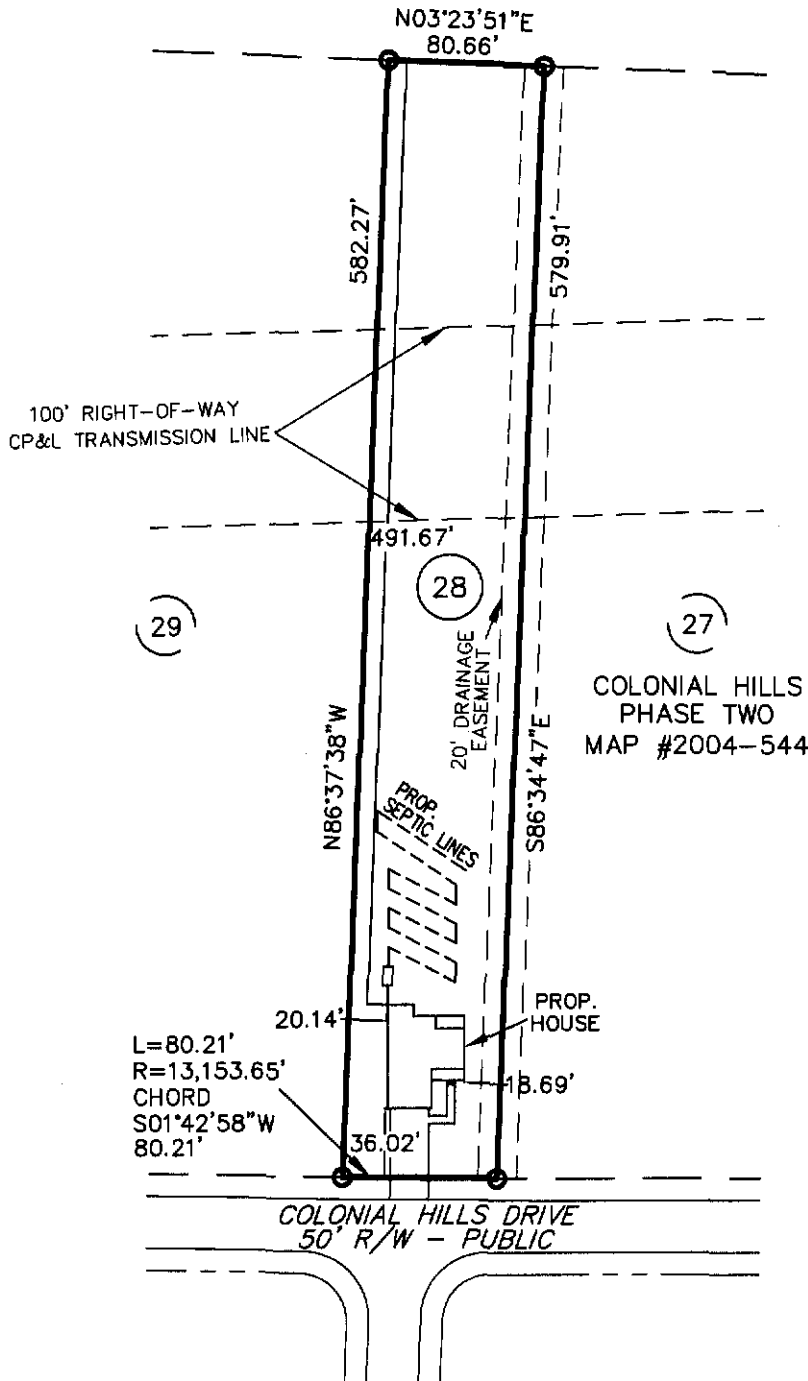 N03°23'51"E
80.66'
582.27'
579.91'
100' RIGHT-OF-WAY
CP&L TRANSMISSION LINE
491.67'
28
29
27
20' DRAINAGE
EASEMENT
COLONIAL HILLS
PHASE TWO
MAP #2004-544
N86°37'38"W
S86°34'47"E
PROP.
SEPTIC LINES
20.14'
PROP.
HOUSE
L=80.21'
R=13,153.65'
CHORD
S01°42'58"W
80.21'
18.69'
36.02'
COLONIAL HILLS DRIVE
50' R/W - PUBLIC